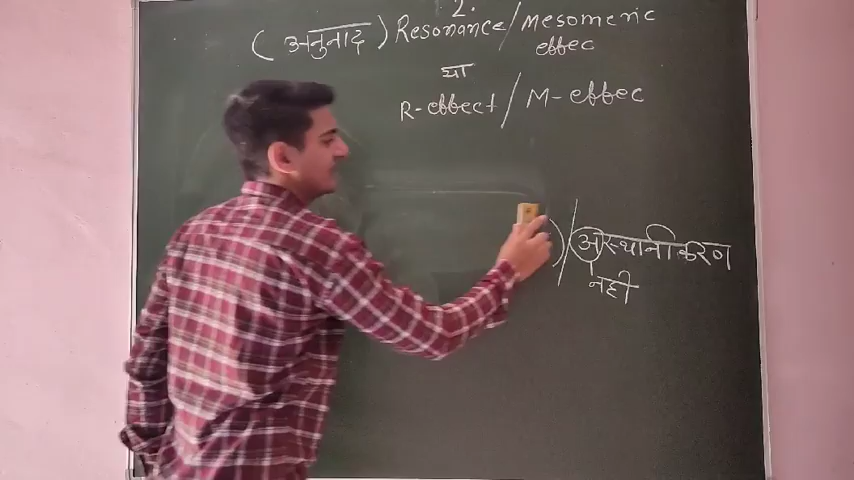 2.
(अनुनाद) Resonance/Mesomeric
effec
या
R-effect/M-effec
)/अस्थानीकरण
नही